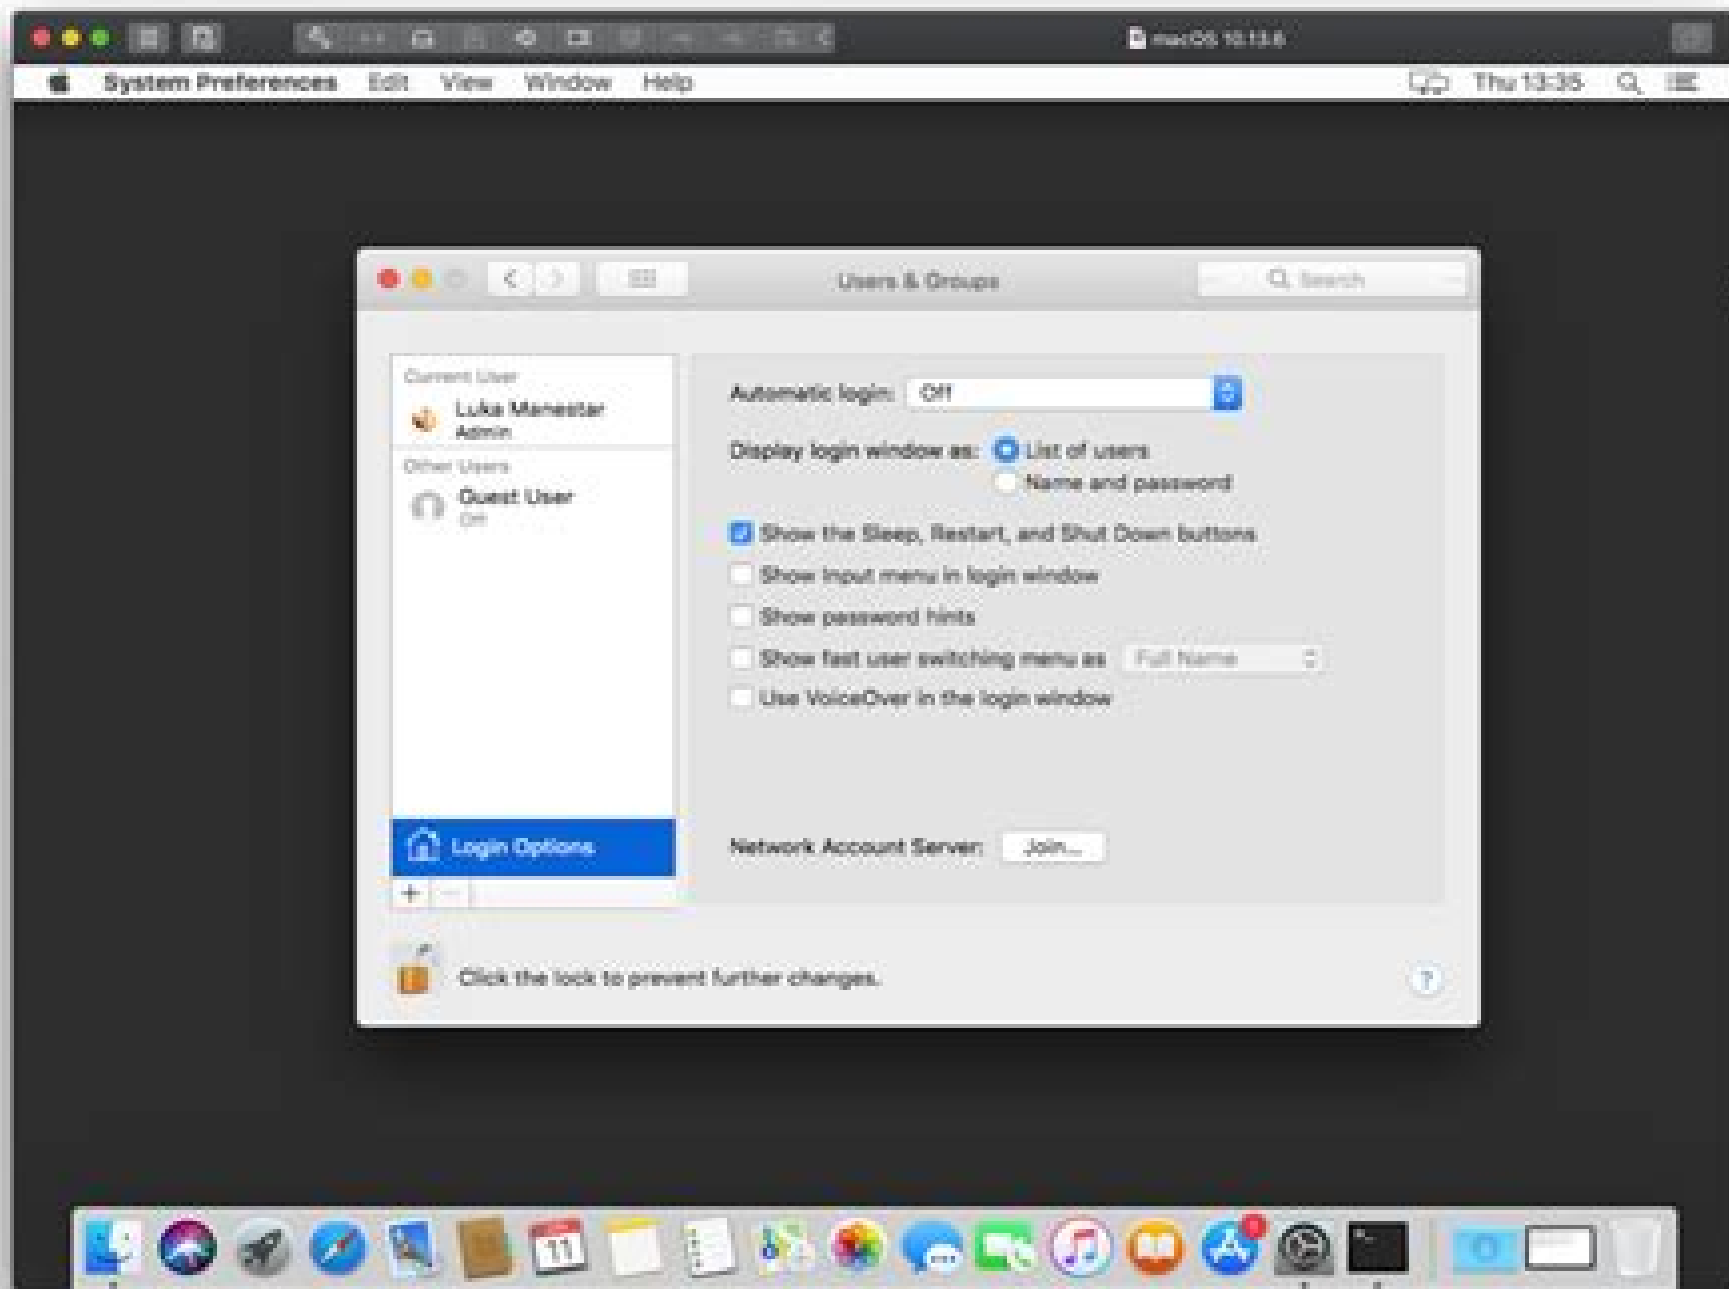 macOS 10.13.6
System Preferences Edit View Window Help Thu 13:35
Users & Groups
Search
Current User
Luka Manestar
Admin
Other Users
Guest User
Off
Login Options
+
Automatic login: Off
Display login window as: List of users
Name and password
Show the Sleep, Restart, and Shut Down buttons
Show Input menu in login window
Show password hints
Show fast user switching menu as Full Name
Use VoiceOver in the login window
Network Account Server: Join...
Click the lock to prevent further changes.
?
11